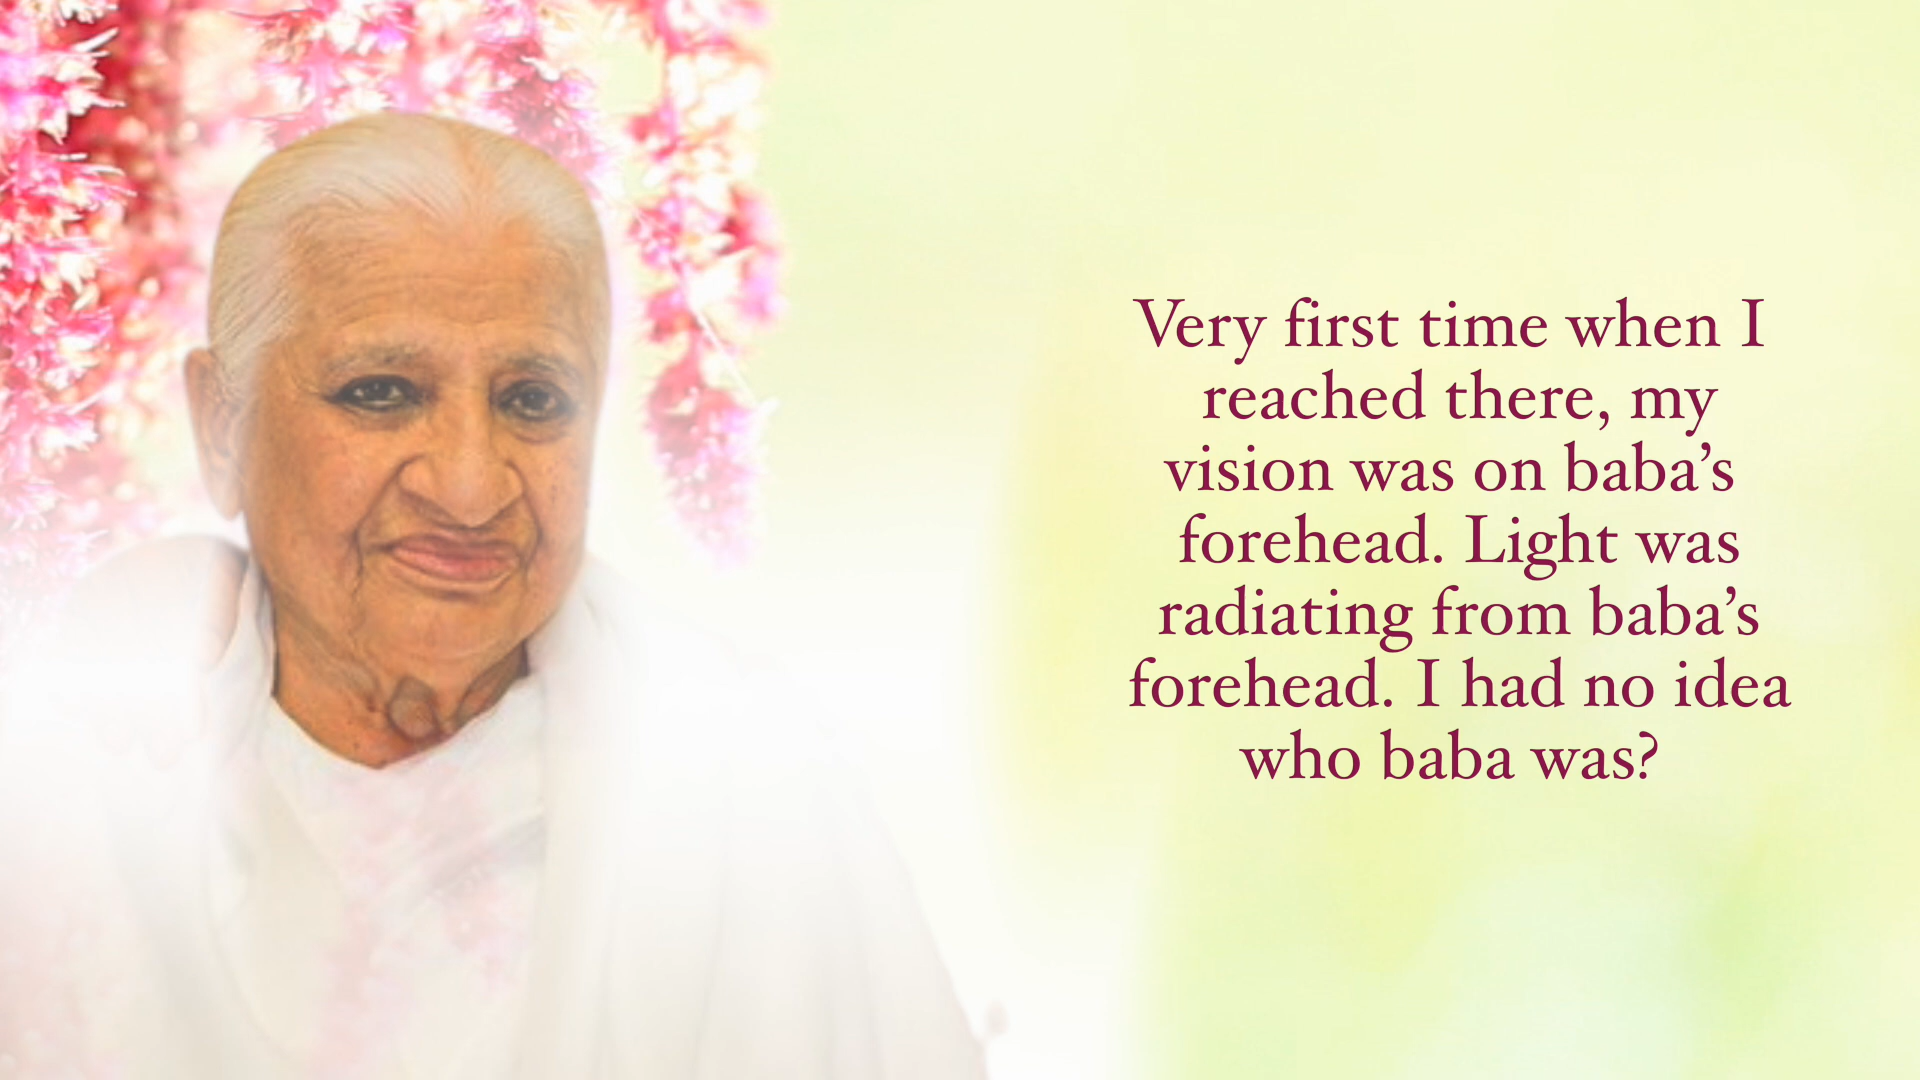 Very first time when I
reached there, my
vision was on baba’s
forehead. Light was
radiating from baba’s
forehead. I had no idea
who baba was?